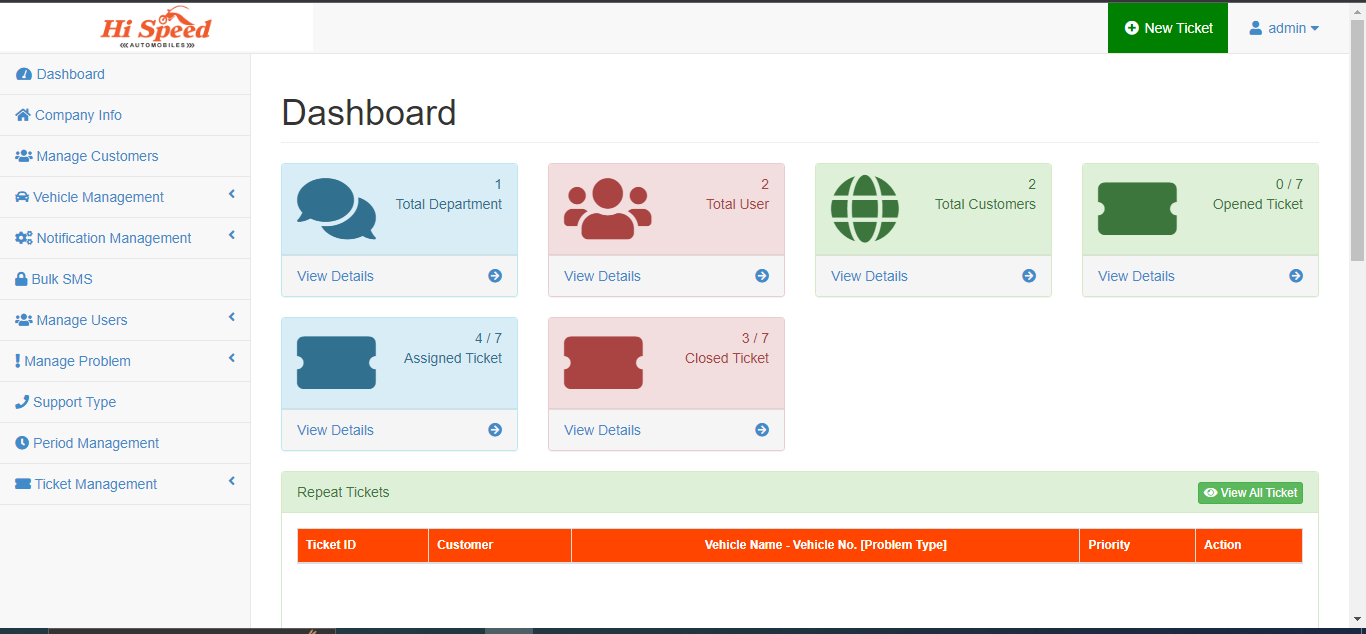 Hi Speed
AUTOMOBILES
New Ticket
admin
Dashboard
Company Info
Manage Customers
Vehicle Management
Notification Management
Bulk SMS
Manage Users
Manage Problem
Support Type
Period Management
Ticket Management
Dashboard
1
Total Department
View Details
2
Total User
View Details
2
Total Customers
View Details
0 / 7
Opened Ticket
View Details
4 / 7
Assigned Ticket
View Details
3 / 7
Closed Ticket
View Details
Repeat Tickets
View All Ticket
Ticket ID Customer Vehicle Name - Vehicle No. [Problem Type] Priority Action